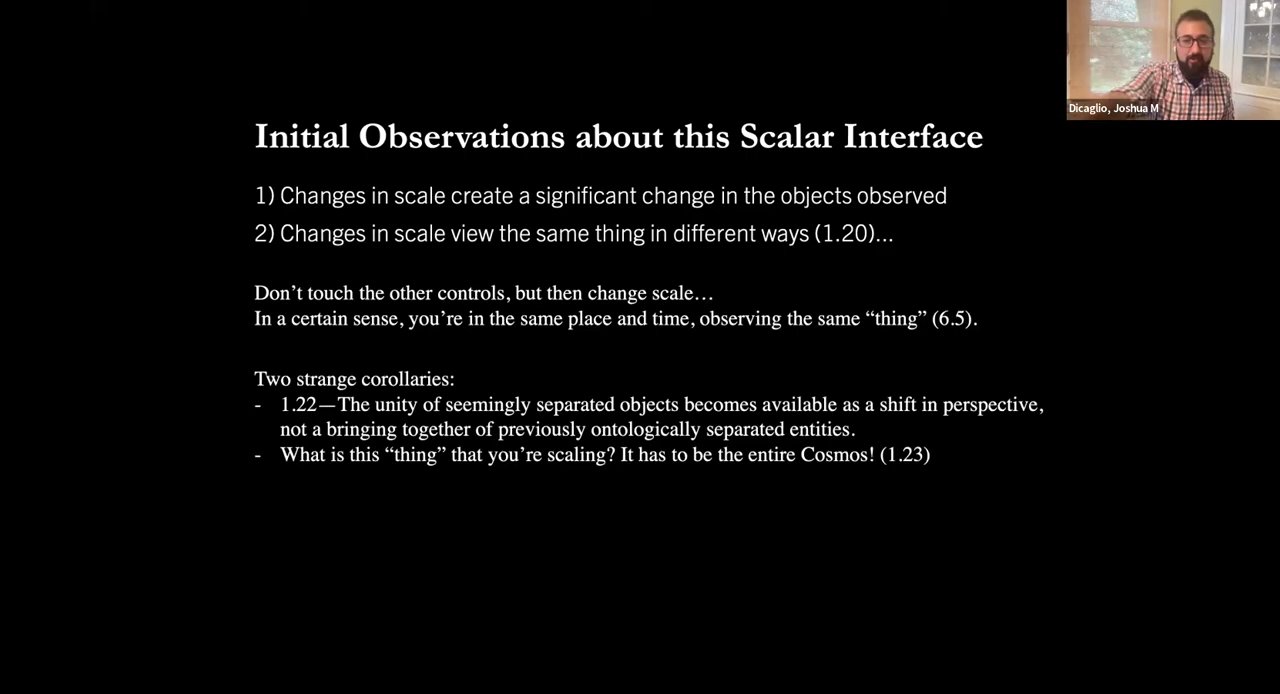 Dicaglio, Joshua M
Initial Observations about this Scalar Interface
1) Changes in scale create a significant change in the objects observed
2) Changes in scale view the same thing in different ways (1.20)...
Don’t touch the other controls, but then change scale…
In a certain sense, you’re in the same place and time, observing the same “thing” (6.5).
Two strange corollaries:
- 1.22—The unity of seemingly separated objects becomes available as a shift in perspective,
not a bringing together of previously ontologically separated entities.
- What is this “thing” that you’re scaling? It has to be the entire Cosmos! (1.23)